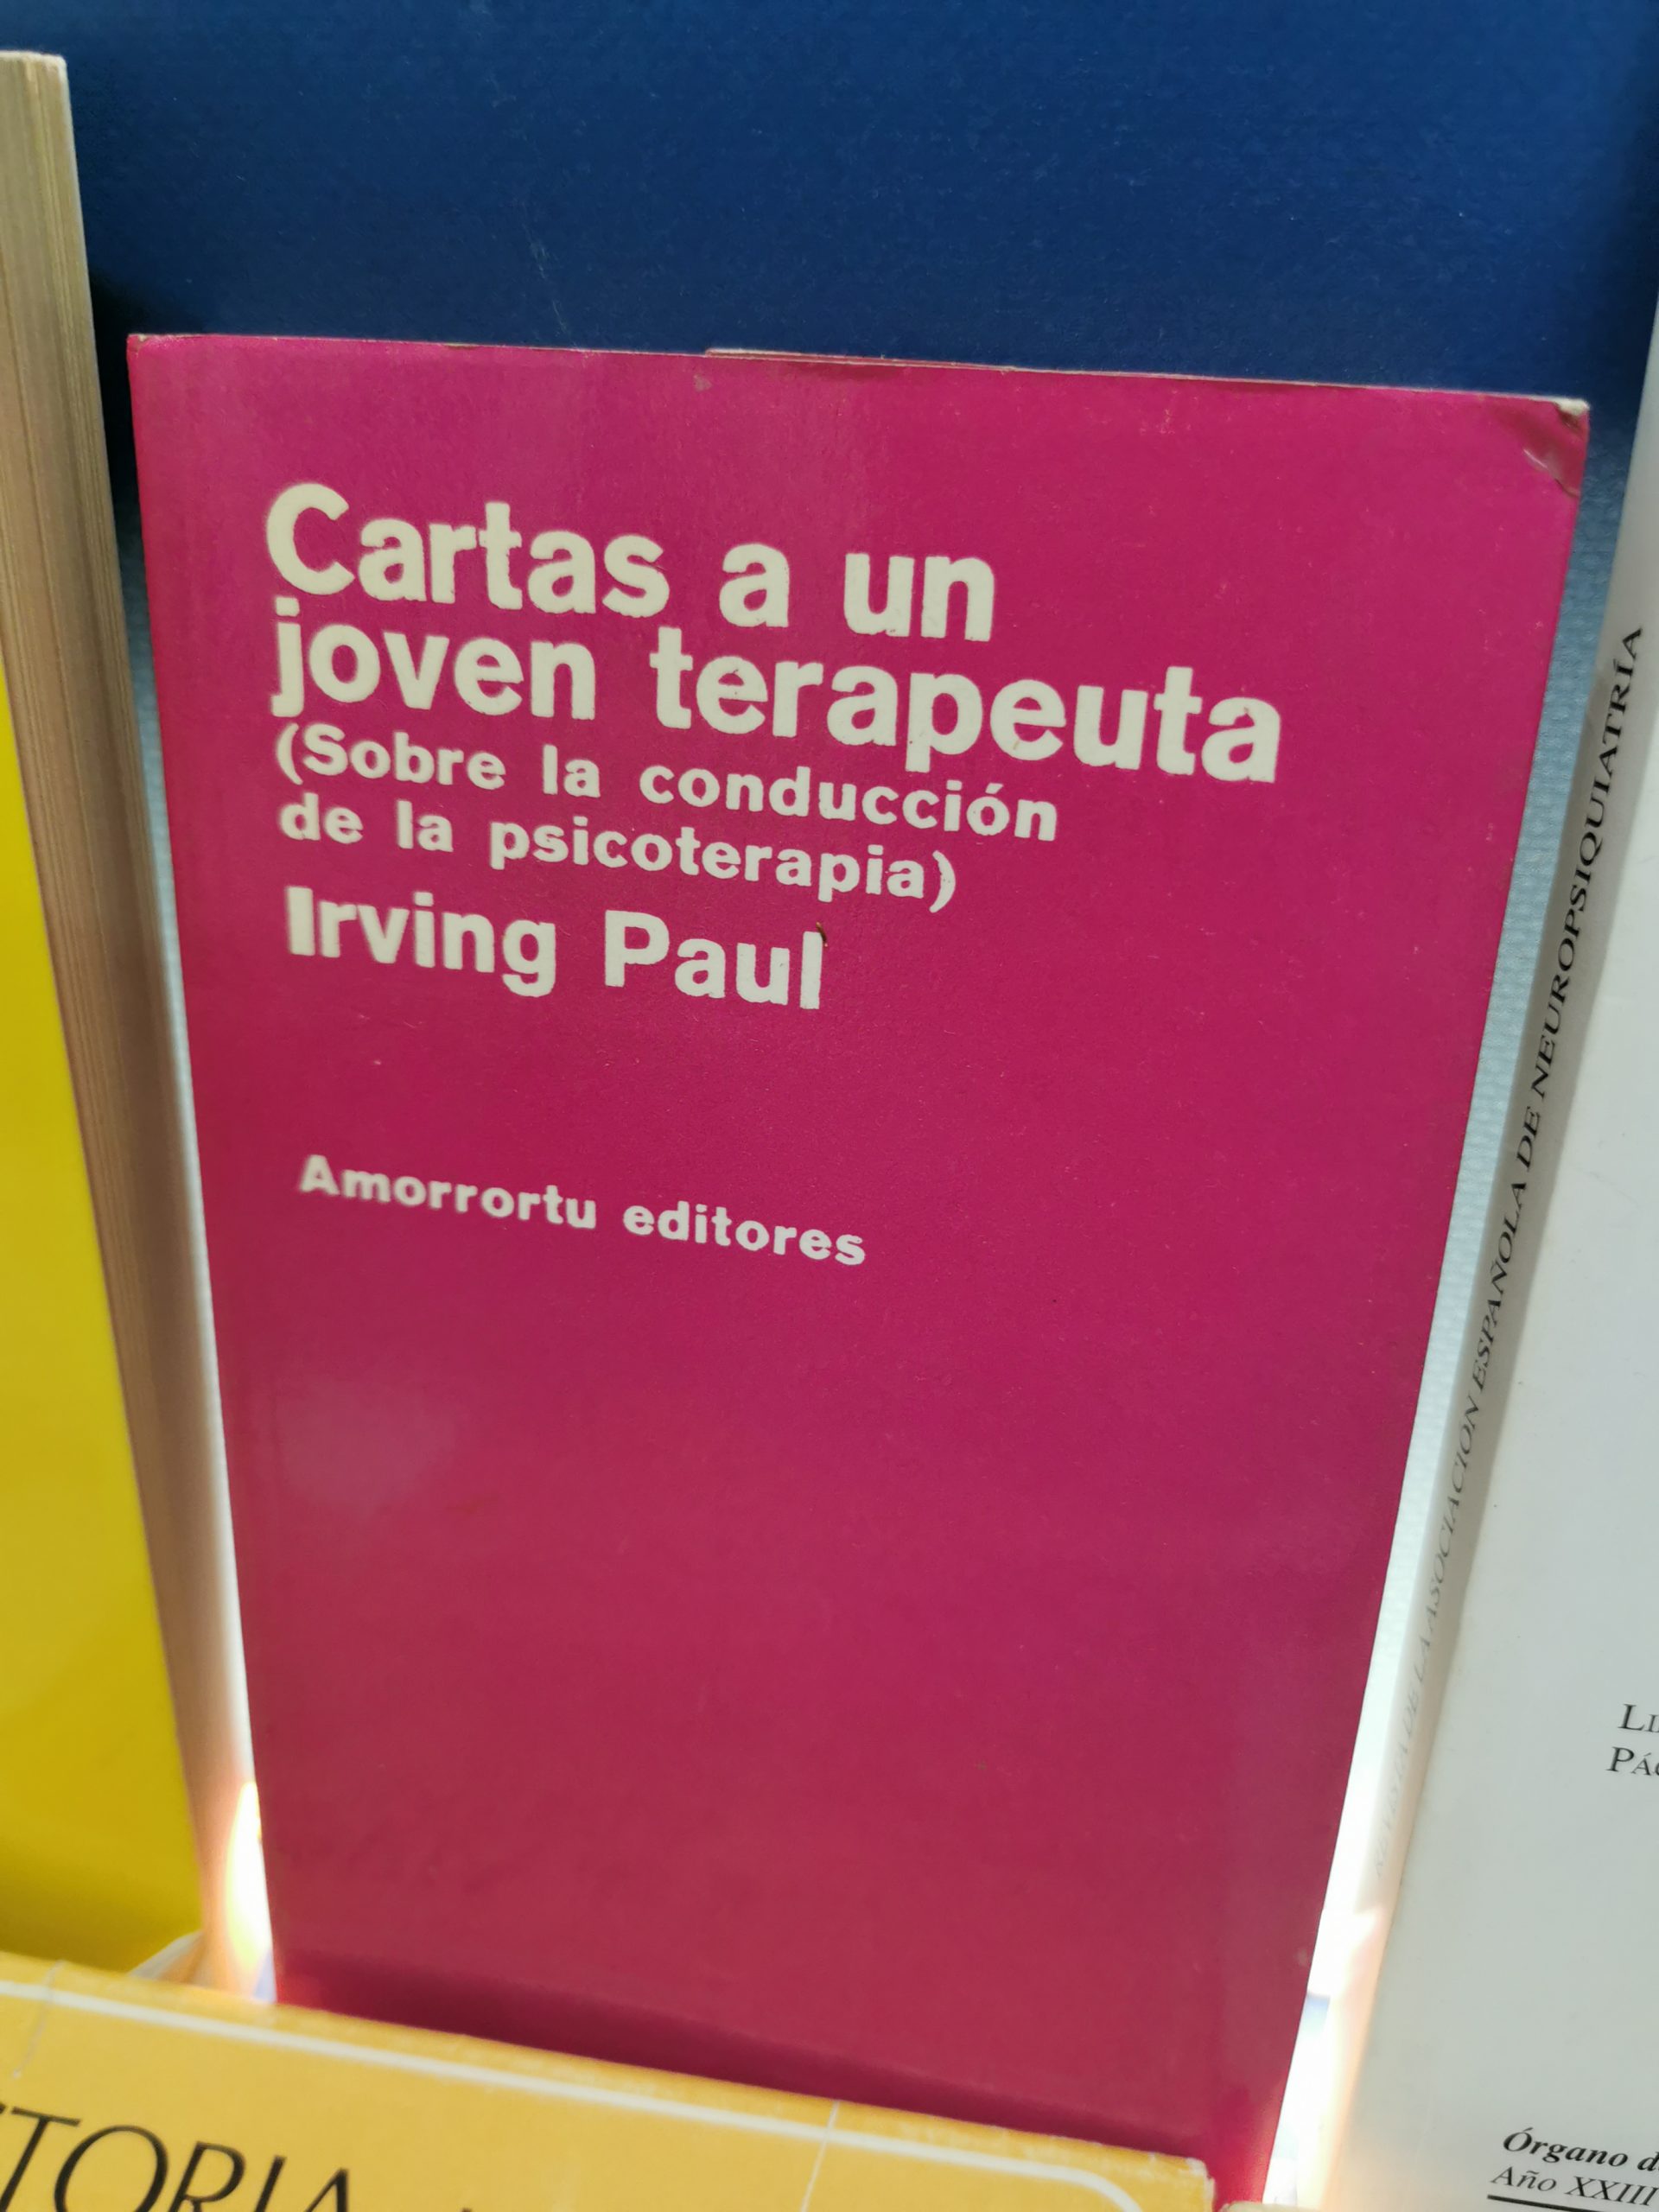 Cartas a un
joven terapeuta
(Sobre la conducción
de la psicoterapia)
Irving Paul
Amorrortu editores
DE LA ASOCIACION ESPAÑOLA DE NEUROPSIQUIATRÍA
Órgano
Año XXIII